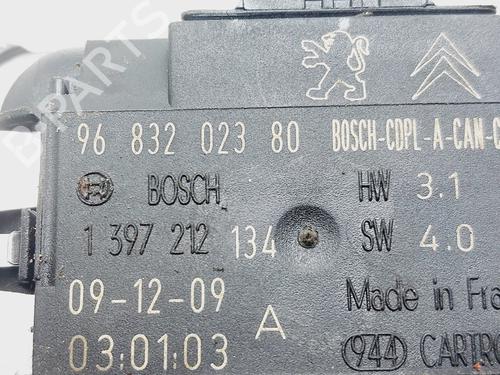 B-PARTS
96 832 023 80 BOSCH-CDPL-A-CAN-C
BOSCH HW 3.1
1 397 212 134 SW 4.0
09-12-09 Made in Fra
03:01:03 A 944 CARTRO